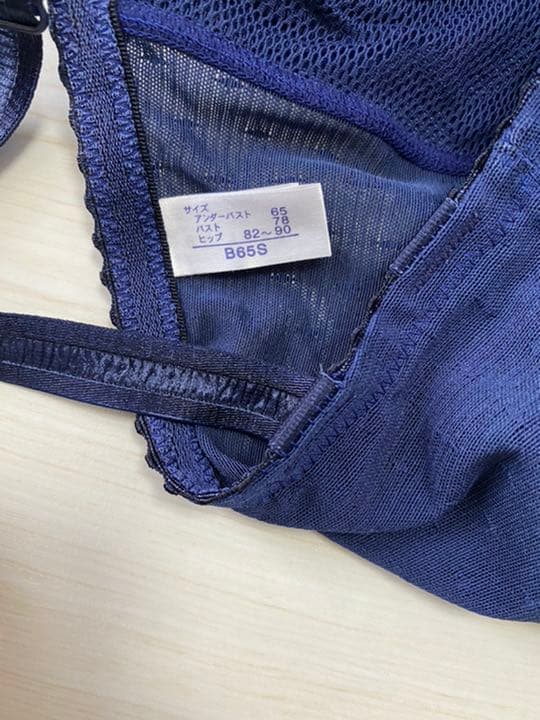 サイズ
アンダーバスト 65
バスト 78
ヒップ 82〜90
B65S